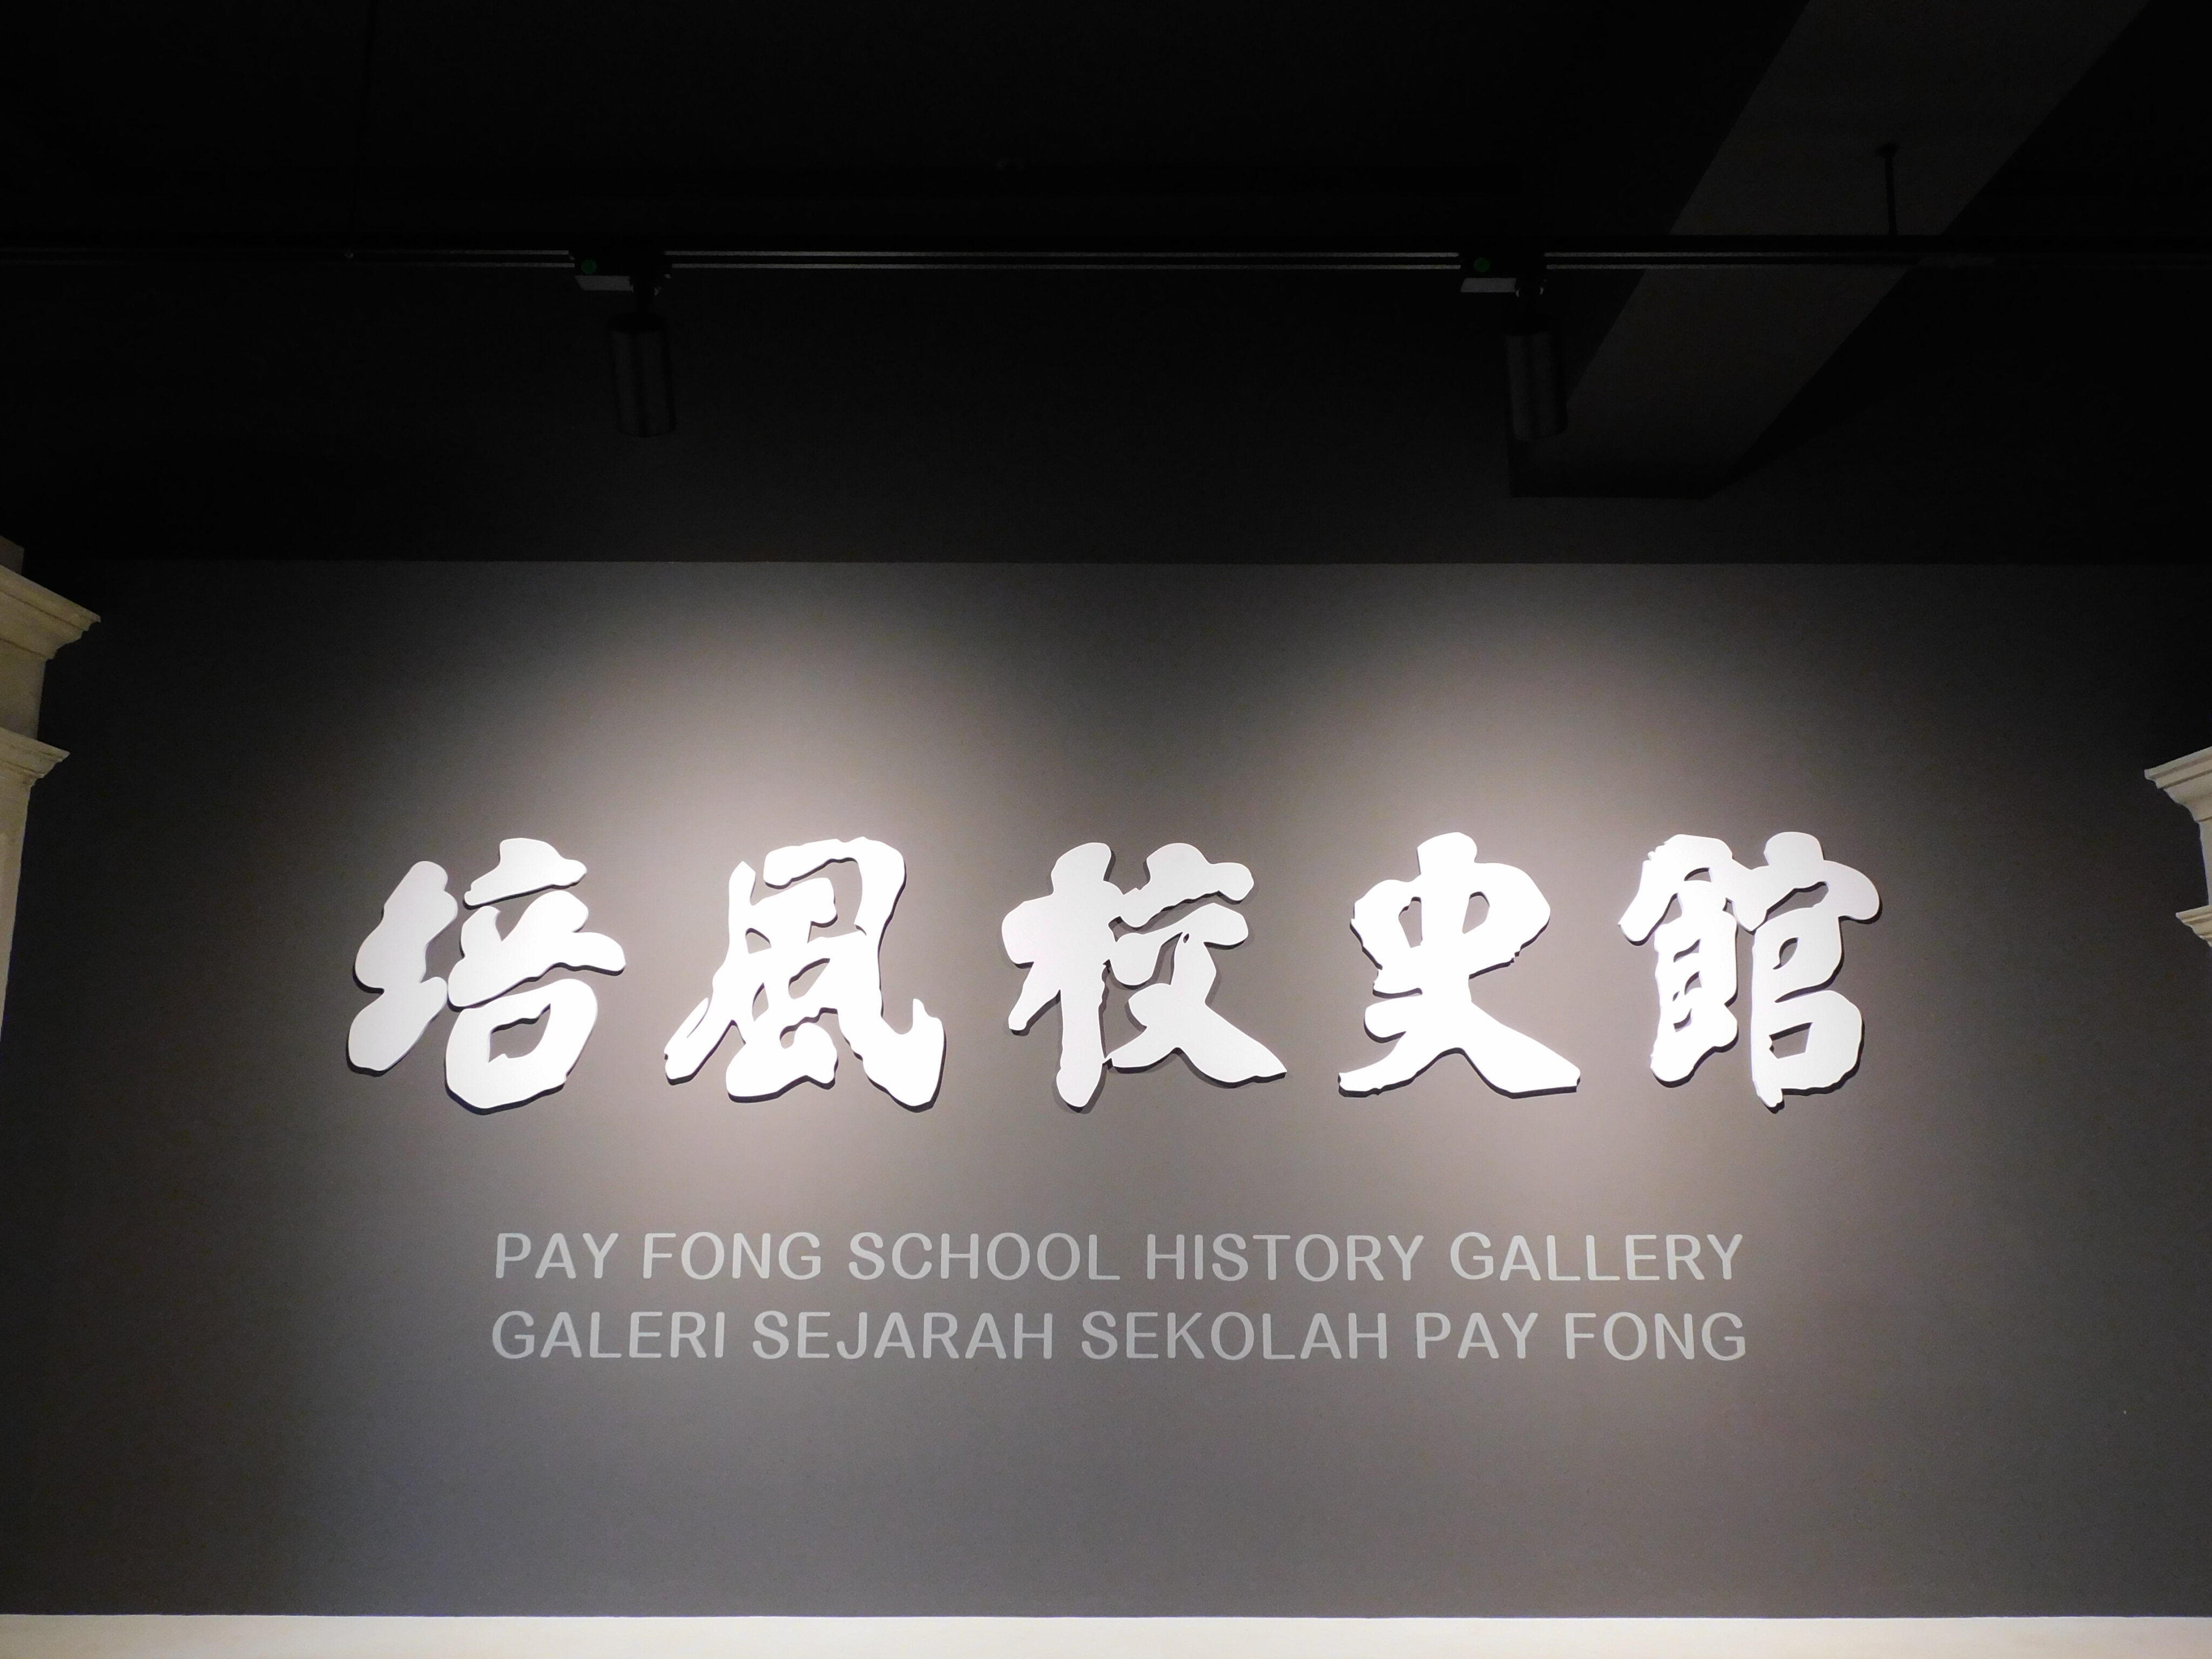 培風校史館
PAY FONG SCHOOL HISTORY GALLERY
GALERI SEJARAH SEKOLAH PAY FONG